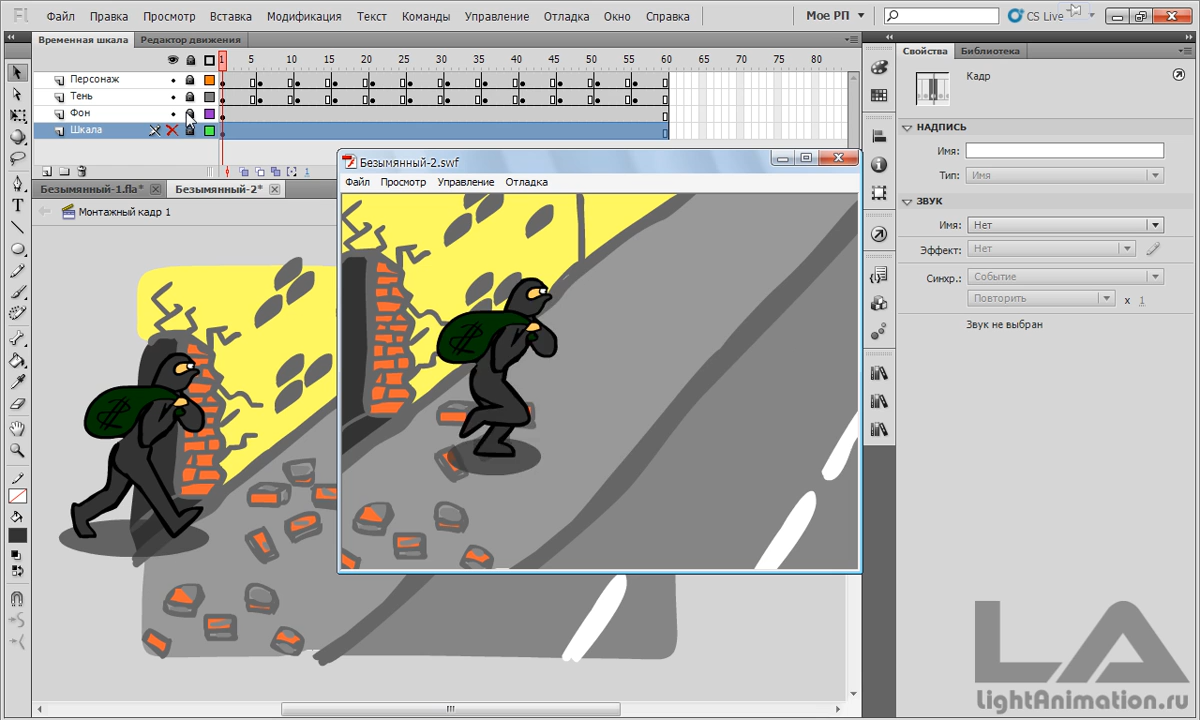 Fl Файл Правка Просмотр Вставка Модификация Текст Команды Управление Отладка Окно Справка Мое РП CS Live
Временная шкала Редактор движения
1 5 10 15 20 25 30 35 40 45 50 55 60 65 70 75 80
Персонаж
Тень
Фон
Шкала
1
Безымянный-1.fla* Безымянный-2*
Монтажный кадр 1
Безымянный-2.swf
Файл Просмотр Управление Отладка
Свойства Библиотека
Кадр
НАДПИСЬ
Имя:
Тип: Имя
ЗВУК
Имя: Нет
Эффект: Нет
Синхр.: Событие
Повторить x 1
Звук не выбран
LA
LightAnimation.ru